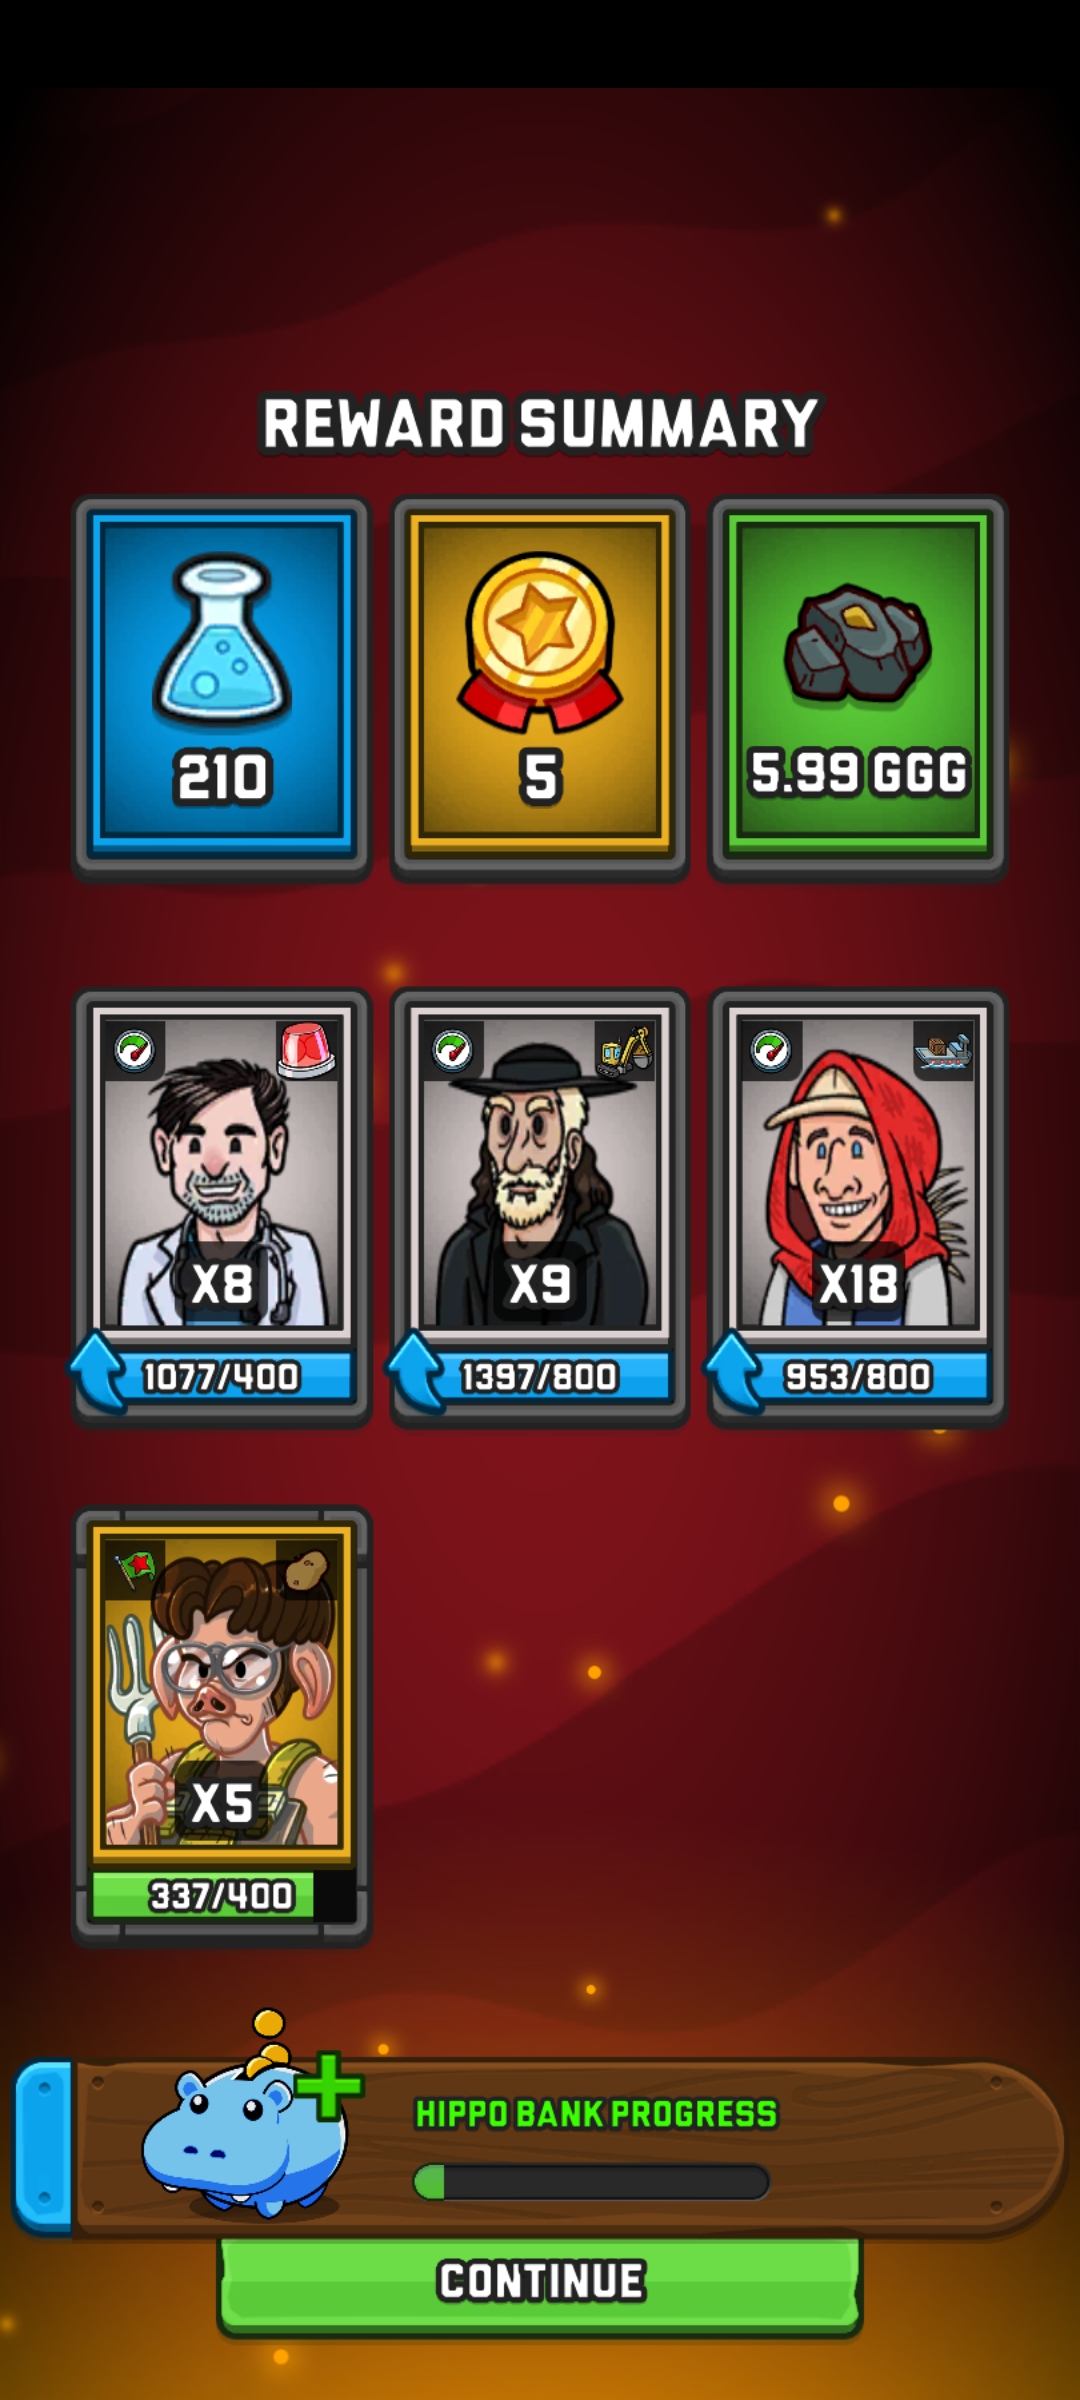 REWARD SUMMARY
210
5
5.99 GGG
X8
X9
X18
1077/400
1397/800
953/800
X5
337/400
HIPPO BANK PROGRESS
CONTINUE